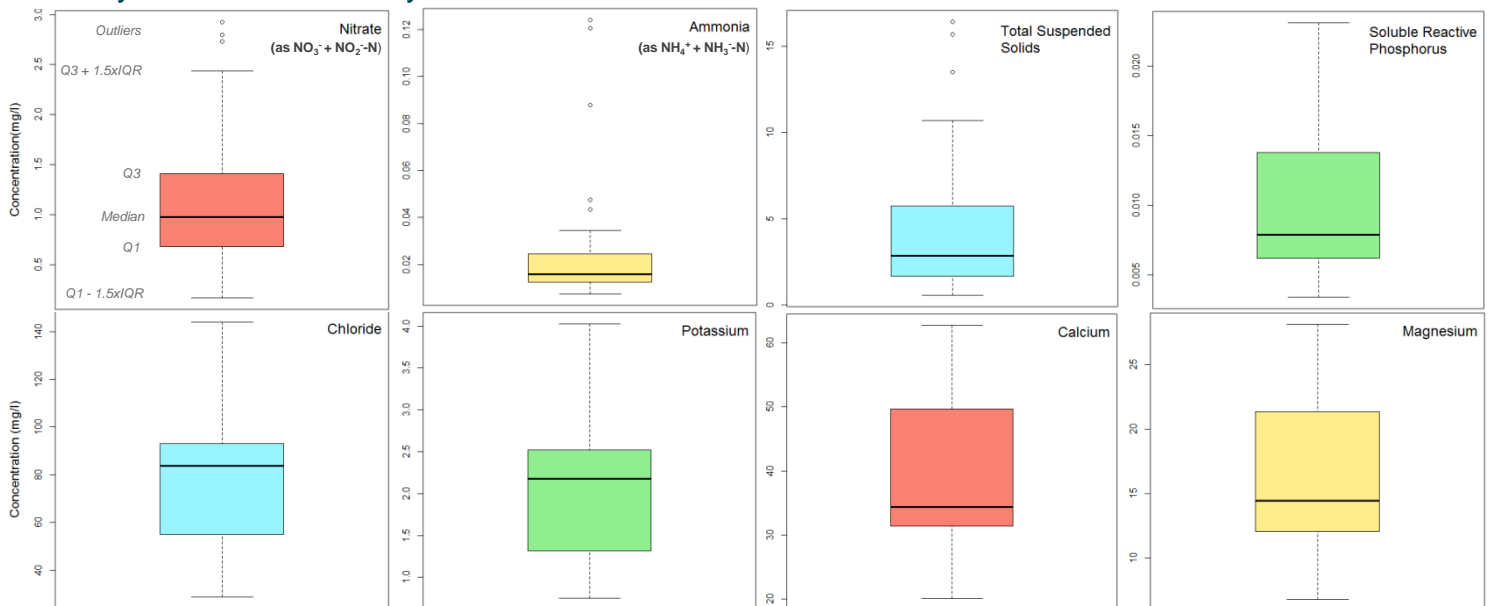 3.0
2.5
2.0
1.5
1.0
0.5
Concentration(mg/l)
Outliers
Q3 + 1.5xIQR
Q3
Median
Q1
Q1 - 1.5xIQR
Nitrate
(as NO₃⁻ + NO₂⁻-N)
0.12
0.10
0.08
0.06
0.04
0.02
Ammonia
(as NH₄⁺ + NH₃⁻-N)
15
10
5
0
Total Suspended
Solids
0.020
0.015
0.010
0.005
Soluble Reactive
Phosphorus
140
120
100
80
60
40
Concentration (mg/l)
Chloride
4.0
3.5
3.0
2.5
2.0
1.5
1.0
Potassium
60
50
40
30
20
Calcium
25
20
15
10
Magnesium